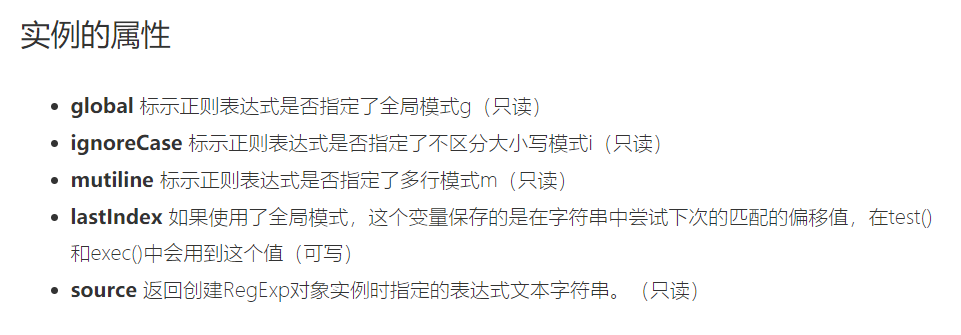 实例的属性
• global 标示正则表达式是否指定了全局模式g（只读）
• ignoreCase 标示正则表达式是否指定了不区分大小写模式i（只读）
• mutiline 标示正则表达式是否指定了多行模式m（只读）
• lastIndex 如果使用了全局模式，这个变量保存的是在字符串中尝试下次的匹配的偏移值，在test()
和exec()中会用到这个值（可写）
• source 返回创建RegExp对象实例时指定的表达式文本字符串。（只读）